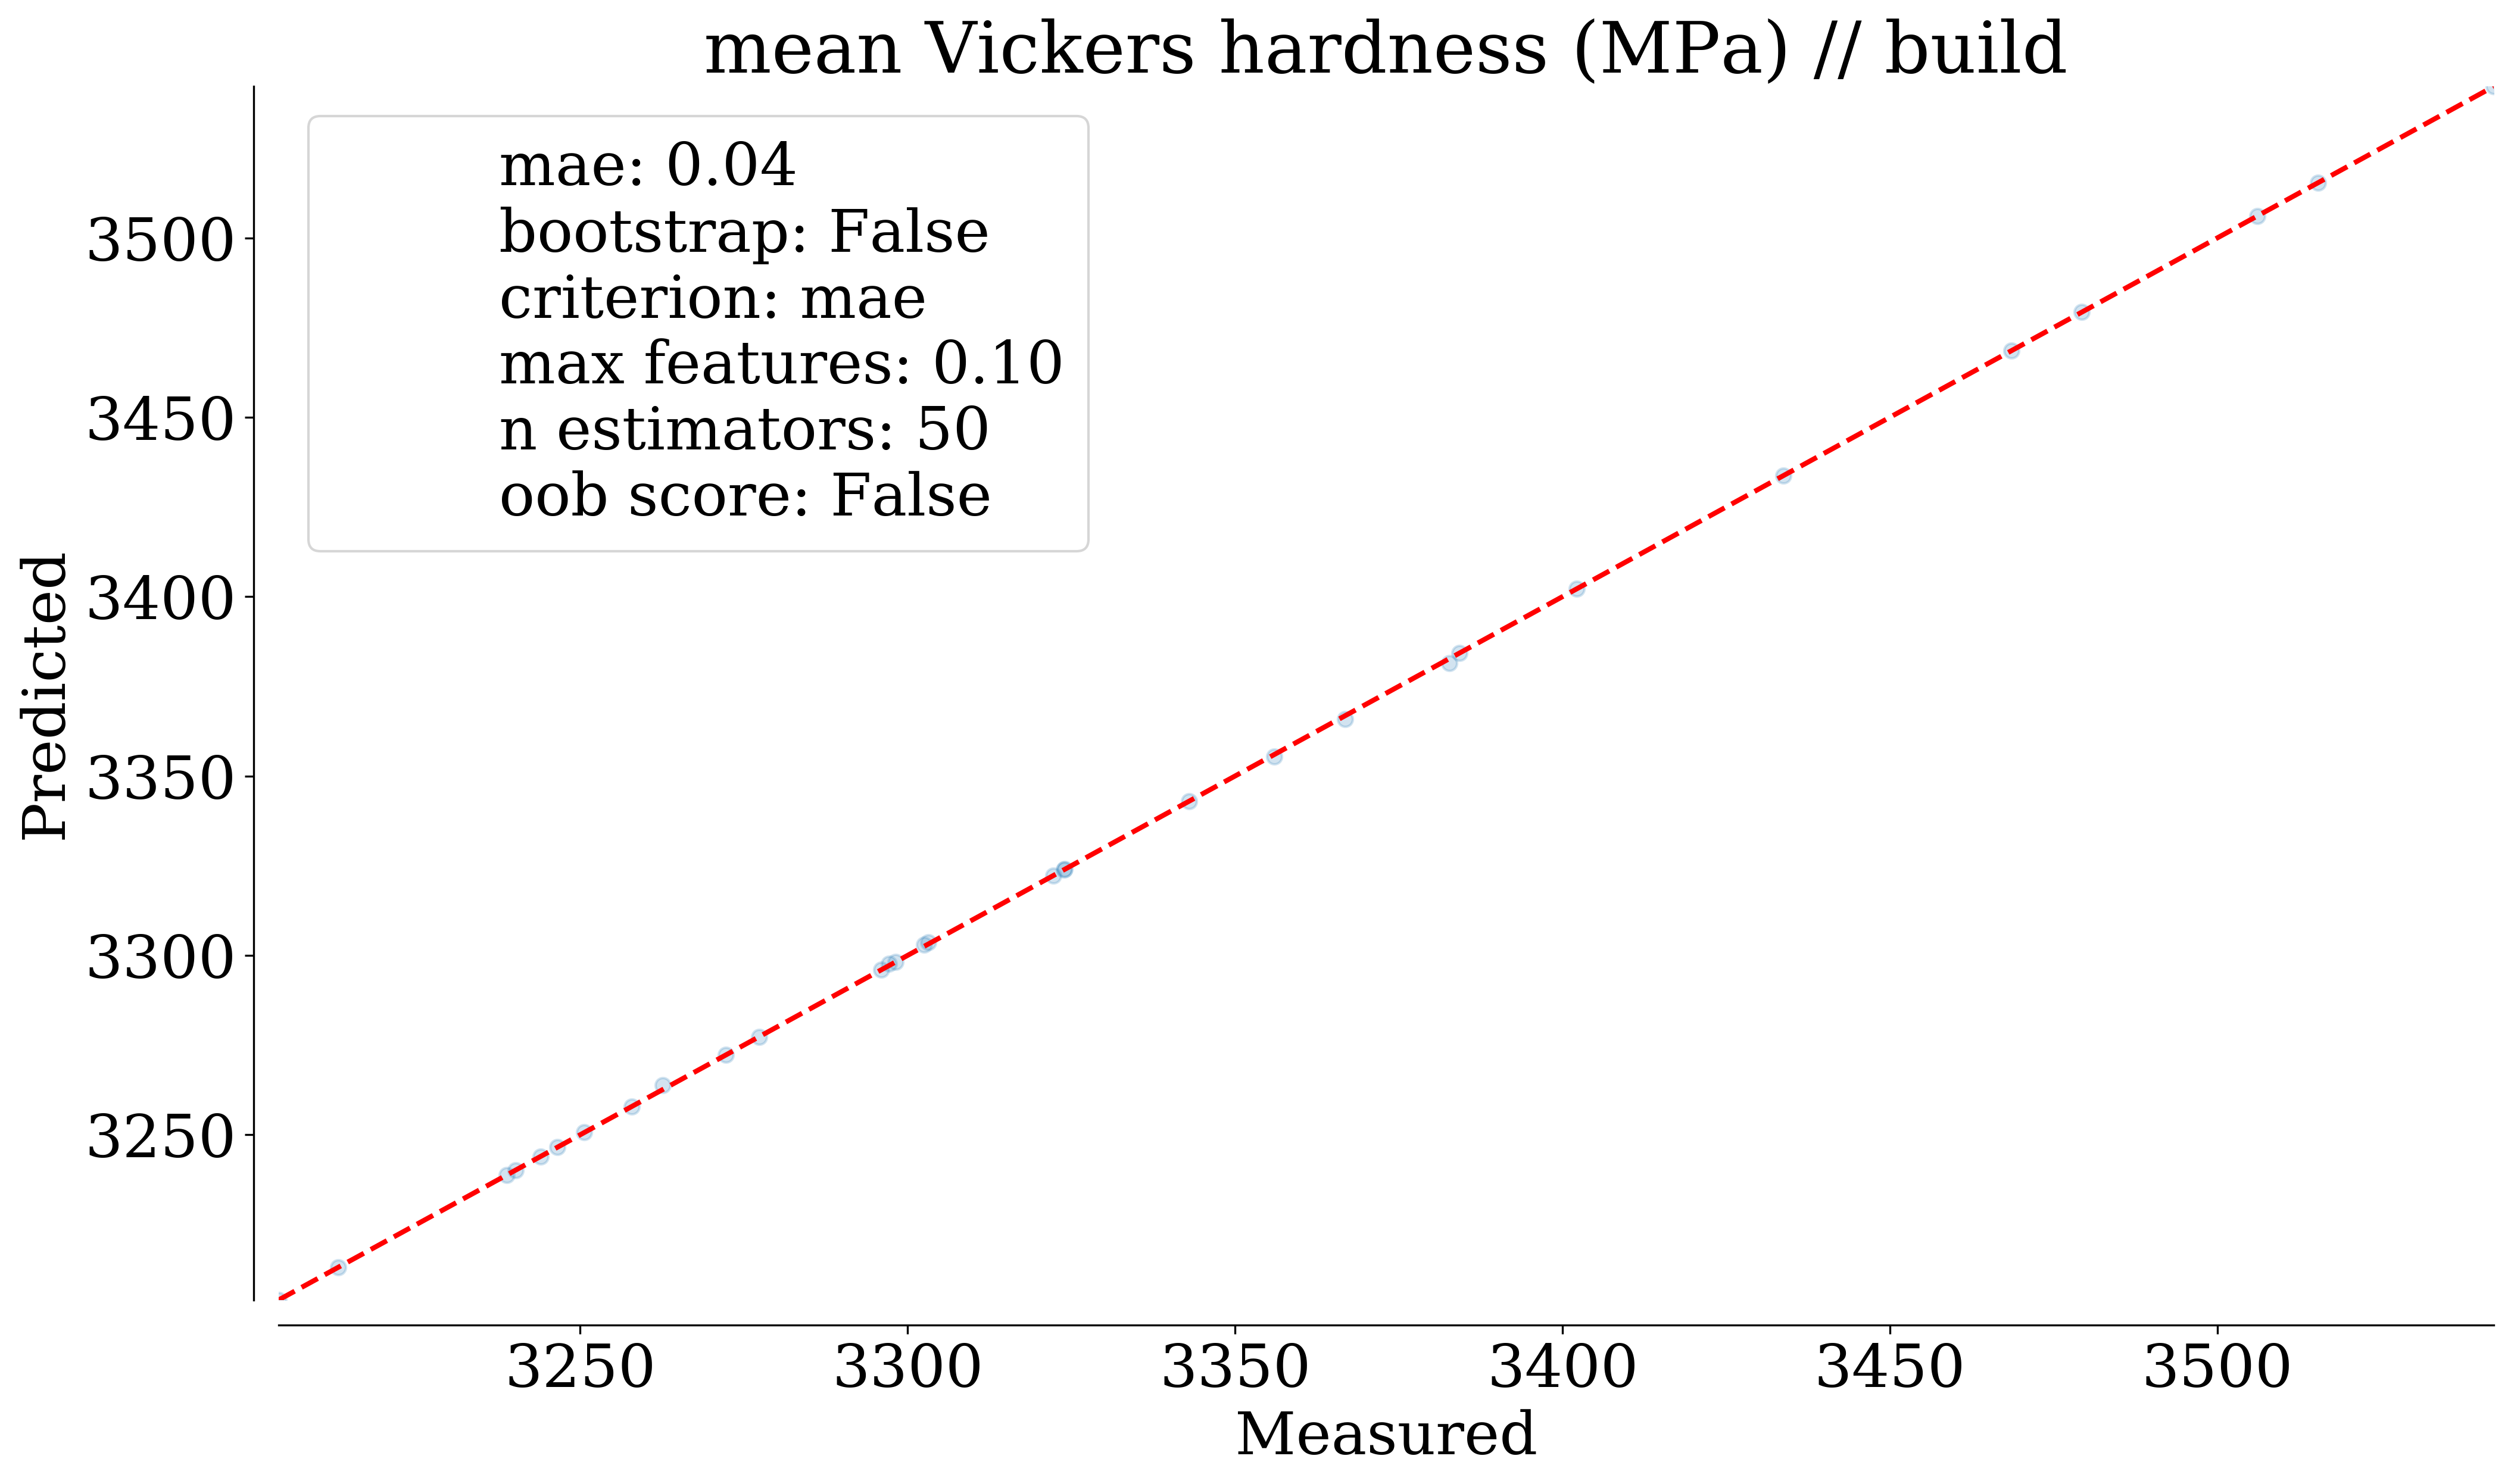 mean Vickers hardness (MPa) // build
mae: 0.04
bootstrap: False
criterion: mae
max features: 0.10
n estimators: 50
oob score: False
Predicted
3500
3450
3400
3350
3300
3250
3250 3300 3350 3400 3450 3500
Measured